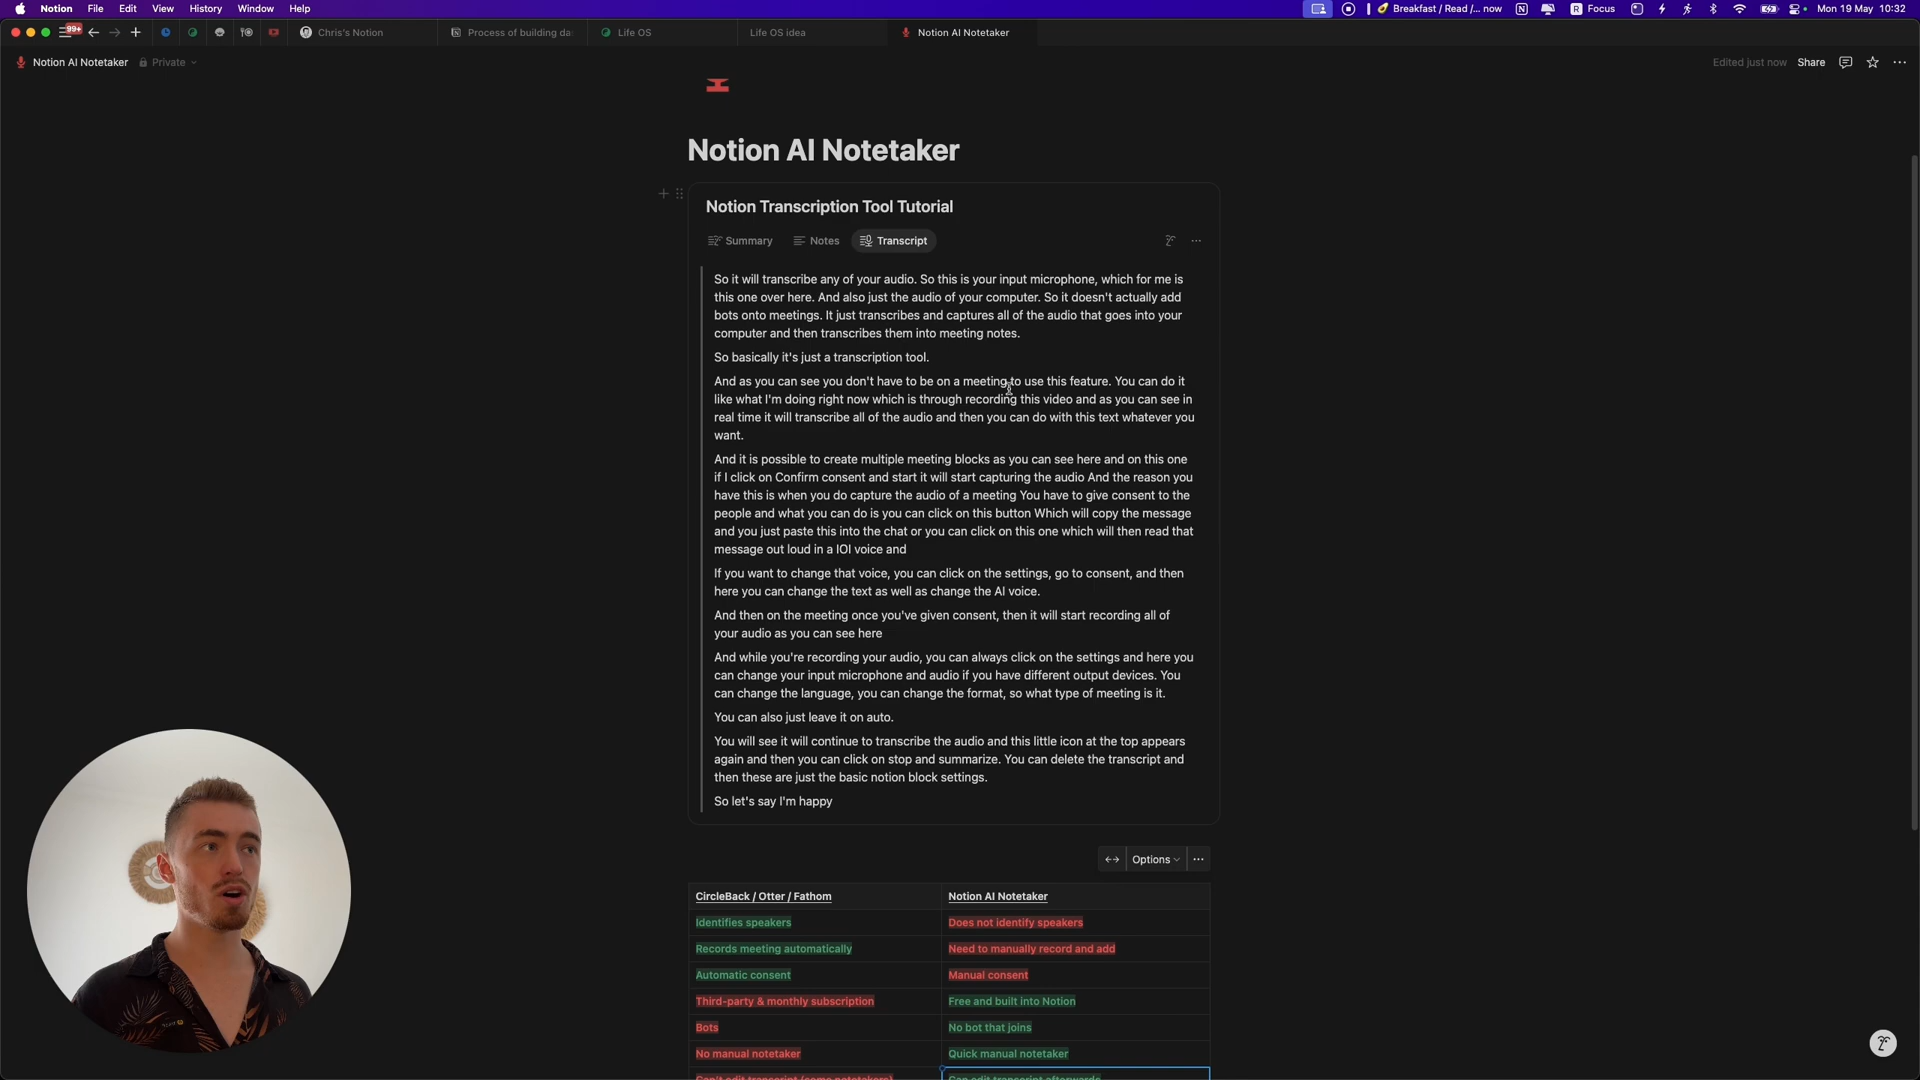 Notion File Edit View History Window Help
Breakfast / Read /... now Focus Mon 19 May 10:32
99+ Chris's Notion Process of building da Life OS Life OS idea Notion AI Notetaker
Notion AI Notetaker Private Edited just now Share
Notion AI Notetaker
Notion Transcription Tool Tutorial
Summary Notes Transcript
So it will transcribe any of your audio. So this is your input microphone, which for me is
this one over here. And also just the audio of your computer. So it doesn't actually add
bots onto meetings. It just transcribes and captures all of the audio that goes into your
computer and then transcribes them into meeting notes.
So basically it's just a transcription tool.
And as you can see you don't have to be on a meeting to use this feature. You can do it
like what I'm doing right now which is through recording this video and as you can see in
real time it will transcribe all of the audio and then you can do with this text whatever you
want.
And it is possible to create multiple meeting blocks as you can see here and on this one
if I click on Confirm consent and start it will start capturing the audio And the reason you
have this is when you do capture the audio of a meeting You have to give consent to the
people and what you can do is you can click on this button Which will copy the message
and you just paste this into the chat or you can click on this one which will then read that
message out loud in a IOI voice and
If you want to change that voice, you can click on the settings, go to consent, and then
here you can change the text as well as change the AI voice.
And then on the meeting once you've given consent, then it will start recording all of
your audio as you can see here
And while you're recording your audio, you can always click on the settings and here you
can change your input microphone and audio if you have different output devices. You
can change the language, you can change the format, so what type of meeting is it.
You can also just leave it on auto.
You will see it will continue to transcribe the audio and this little icon at the top appears
again and then you can click on stop and summarize. You can delete the transcript and
then these are just the basic notion block settings.
So let's say I'm happy
Options
CircleBack / Otter / Fathom Notion AI Notetaker
Identifies speakers Does not identify speakers
Records meeting automatically Need to manually record and add
Automatic consent Manual consent
Third-party & monthly subscription Free and built into Notion
Bots No bot that joins
No manual notetaker Quick manual notetaker
Can't edit transcript (some notetakers) Can edit transcript afterwards